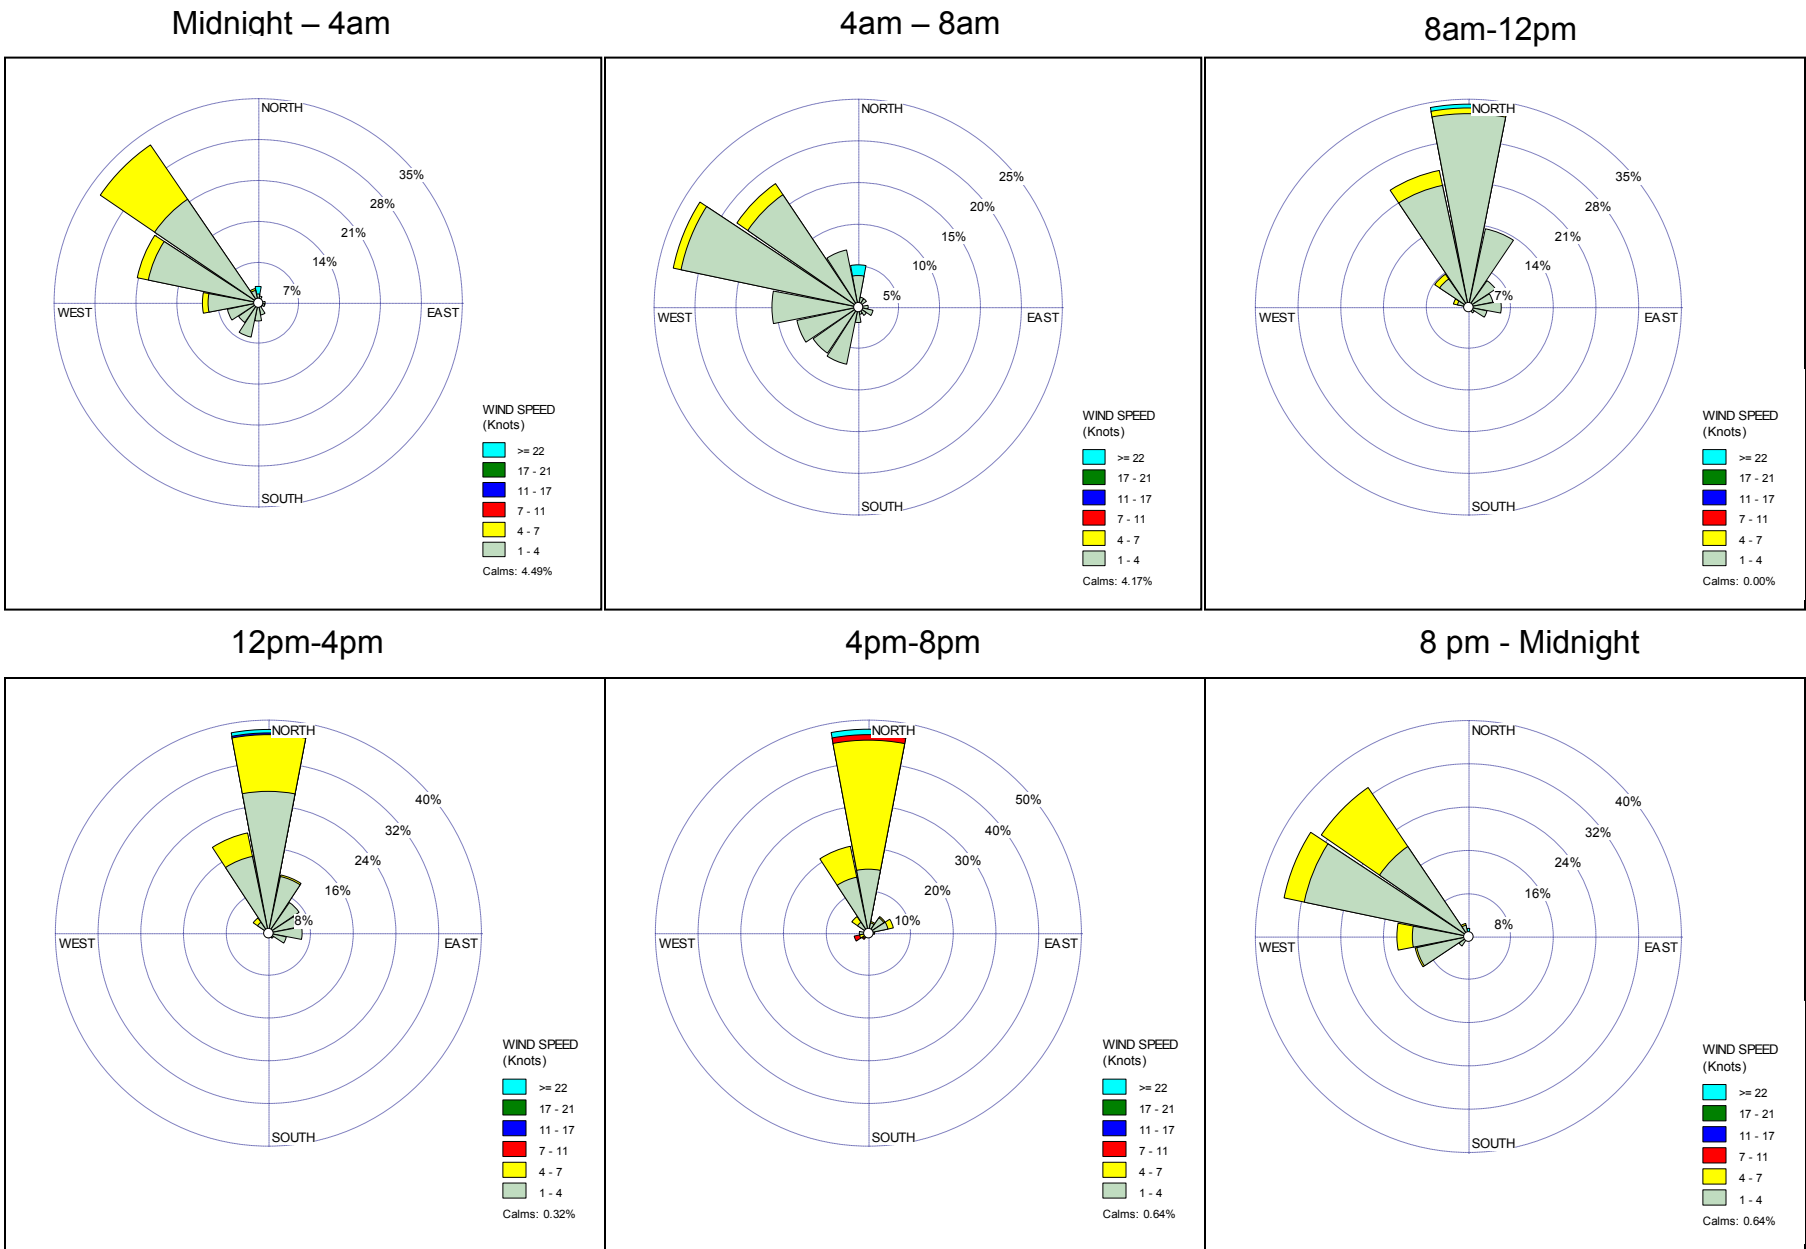 Midnight – 4am
4am – 8am
8am-12pm
NORTH
35%
28%
21%
14%
7%
WEST
EAST
SOUTH
WIND SPEED
(Knots)
>= 22
17 - 21
11 - 17
7 - 11
4 - 7
1 - 4
Calms: 4.49%
NORTH
25%
20%
15%
10%
5%
WEST
EAST
SOUTH
WIND SPEED
(Knots)
>= 22
17 - 21
11 - 17
7 - 11
4 - 7
1 - 4
Calms: 4.17%
NORTH
35%
28%
21%
14%
7%
WEST
EAST
SOUTH
WIND SPEED
(Knots)
>= 22
17 - 21
11 - 17
7 - 11
4 - 7
1 - 4
Calms: 0.00%
12pm-4pm
4pm-8pm
8 pm - Midnight
NORTH
40%
32%
24%
16%
8%
WEST
EAST
SOUTH
WIND SPEED
(Knots)
>= 22
17 - 21
11 - 17
7 - 11
4 - 7
1 - 4
Calms: 0.32%
NORTH
50%
40%
30%
20%
10%
WEST
EAST
SOUTH
WIND SPEED
(Knots)
>= 22
17 - 21
11 - 17
7 - 11
4 - 7
1 - 4
Calms: 0.64%
NORTH
40%
32%
24%
16%
8%
WEST
EAST
SOUTH
WIND SPEED
(Knots)
>= 22
17 - 21
11 - 17
7 - 11
4 - 7
1 - 4
Calms: 0.64%